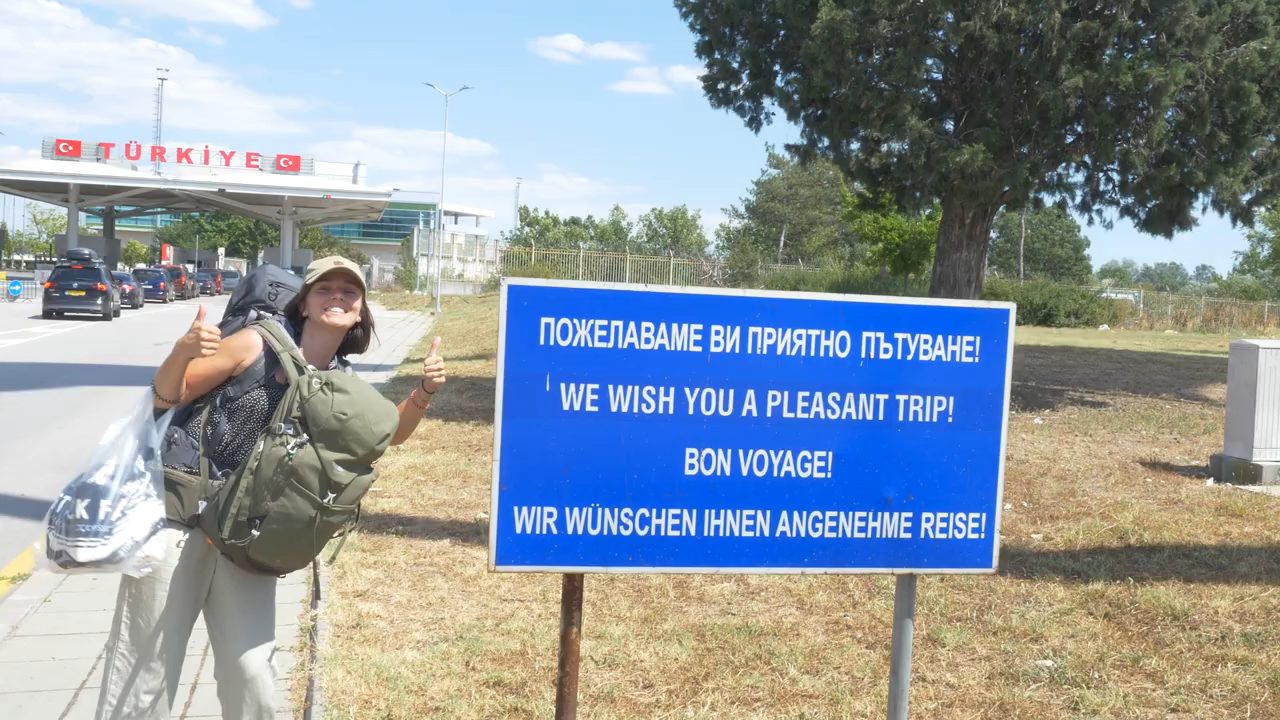 TÜRKİYE
ПОЖЕЛАВАМЕ ВИ ПРИЯТНО ПЪТУВАНЕ!
WE WISH YOU A PLEASANT TRIP!
BON VOYAGE!
WIR WÜNSCHEN IHNEN ANGENEHME REISE!